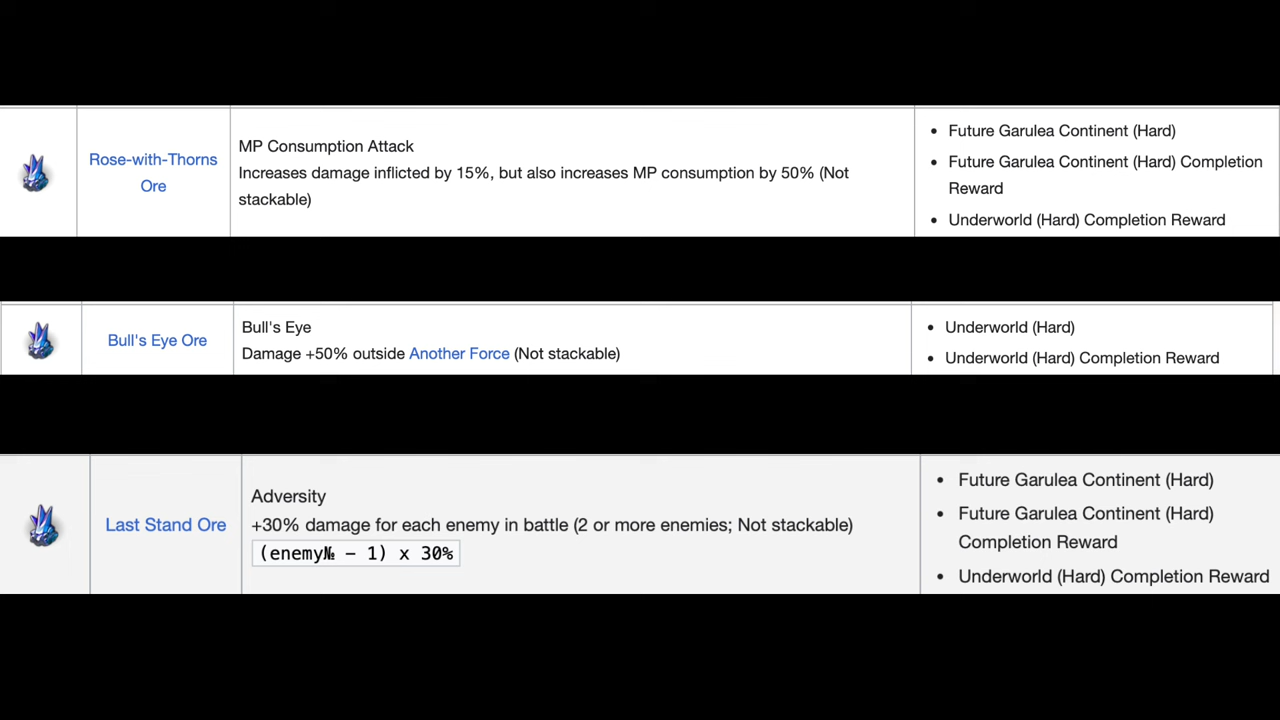 Rose-with-Thorns
Ore
MP Consumption Attack
Increases damage inflicted by 15%, but also increases MP consumption by 50% (Not
stackable)
• Future Garulea Continent (Hard)
• Future Garulea Continent (Hard) Completion
Reward
• Underworld (Hard) Completion Reward
Bull's Eye Ore
Bull's Eye
Damage +50% outside Another Force (Not stackable)
• Underworld (Hard)
• Underworld (Hard) Completion Reward
Last Stand Ore
Adversity
+30% damage for each enemy in battle (2 or more enemies; Not stackable)
(enemy№ − 1) x 30%
• Future Garulea Continent (Hard)
• Future Garulea Continent (Hard)
Completion Reward
• Underworld (Hard) Completion Reward